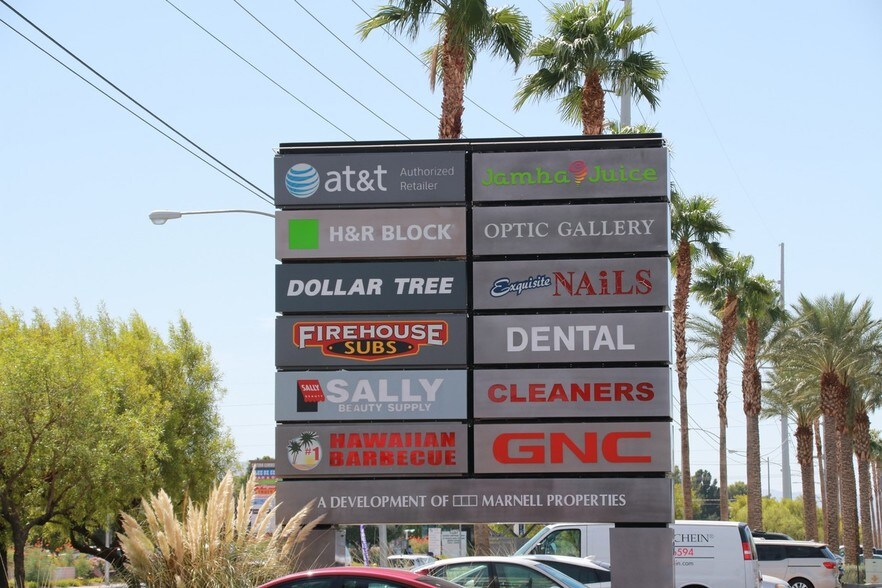 at&t Authorized Retailer
Jamba Juice
H&R BLOCK
OPTIC GALLERY
DOLLAR TREE
Exquisite NAiLS
FIREHOUSE
SUBS
DENTAL
SALLY
BEAUTY SUPPLY
CLEANERS
#1 HAWAIIAN
BARBECUE
GNC
A DEVELOPMENT OF MARNELL PROPERTIES
6594